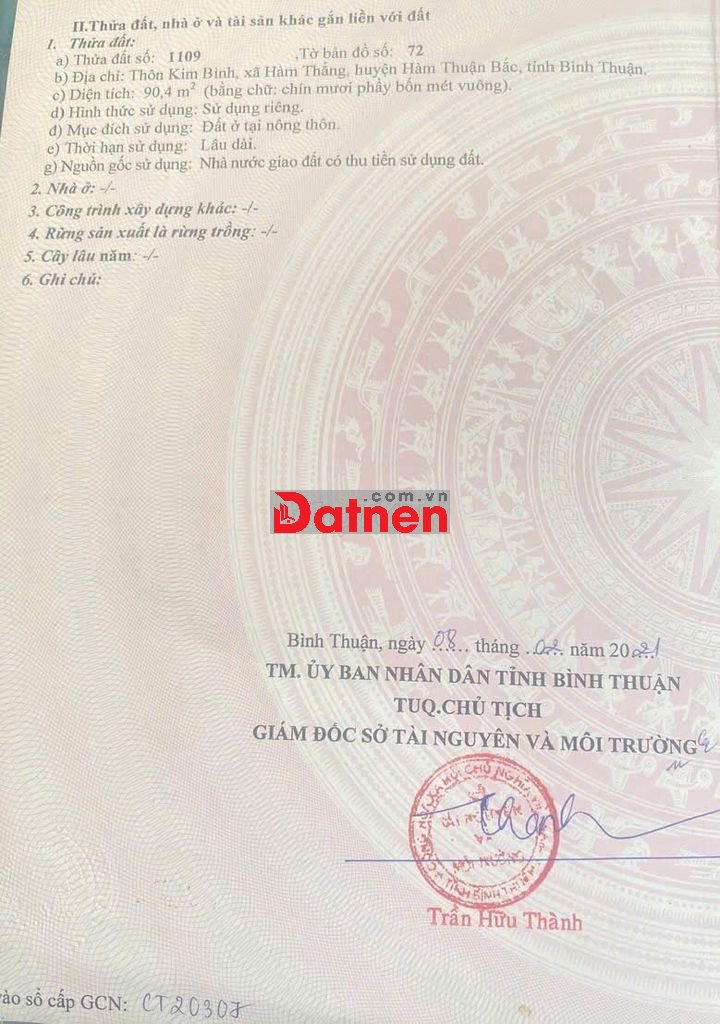 II.Thửa đất, nhà ở và tài sản khác gắn liền với đất
1. Thửa đất:
a) Thửa đất số: 1109 ,Tờ bản đồ số: 72
b) Địa chỉ: Thôn Kim Bình, xã Hàm Thắng, huyện Hàm Thuận Bắc, tỉnh Bình Thuận.
c) Diện tích: 90,4 m² (bằng chữ: chín mươi phẩy bốn mét vuông).
d) Hình thức sử dụng: Sử dụng riêng.
đ) Mục đích sử dụng: Đất ở tại nông thôn.
e) Thời hạn sử dụng: Lâu dài.
g) Nguồn gốc sử dụng: Nhà nước giao đất có thu tiền sử dụng đất.
2. Nhà ở: -/-
3. Công trình xây dựng khác: -/-
4. Rừng sản xuất là rừng trồng: -/-
5. Cây lâu năm: -/-
6. Ghi chú:
.com.vn
Datnen
Bình Thuận, ngày 08 tháng 02 năm 2021
TM. ỦY BAN NHÂN DÂN TỈNH BÌNH THUẬN
TUQ.CHỦ TỊCH
GIÁM ĐỐC SỞ TÀI NGUYÊN VÀ MÔI TRƯỜNG
MÔI TRƯỜNG
Trần Hữu Thành
vào sổ cấp GCN: CT20307